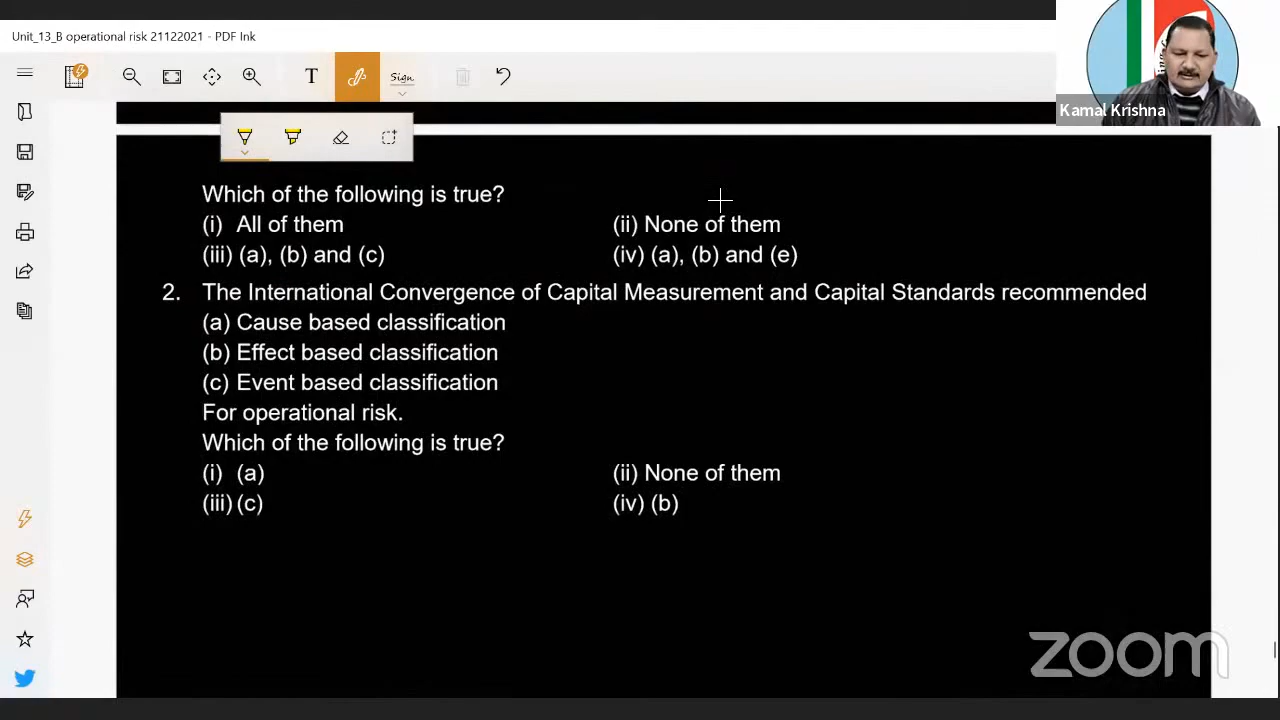 Unit_13_B operational risk 21122021 - PDF Ink
T
Sign
Kamal Krishna
Which of the following is true?
(i) All of them
(ii) None of them
(iii) (a), (b) and (c)
(iv) (a), (b) and (e)
2. The International Convergence of Capital Measurement and Capital Standards recommended
(a) Cause based classification
(b) Effect based classification
(c) Event based classification
For operational risk.
Which of the following is true?
(i) (a)
(ii) None of them
(iii) (c)
(iv) (b)
zoom